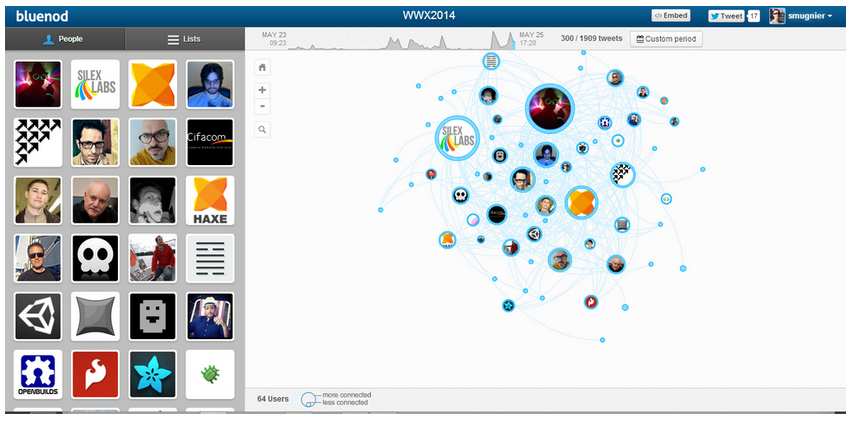 bluenod
WWX2014
Embed
Tweet
17
smugnier
People
Lists
MAY 23
09:23
MAY 25
17:20
300 / 1909 tweets
Custom period
SILEX
LABS
Cifacom
HAXE
OPENBUILDS
SILEX
LABS
64 Users
more connected
less connected